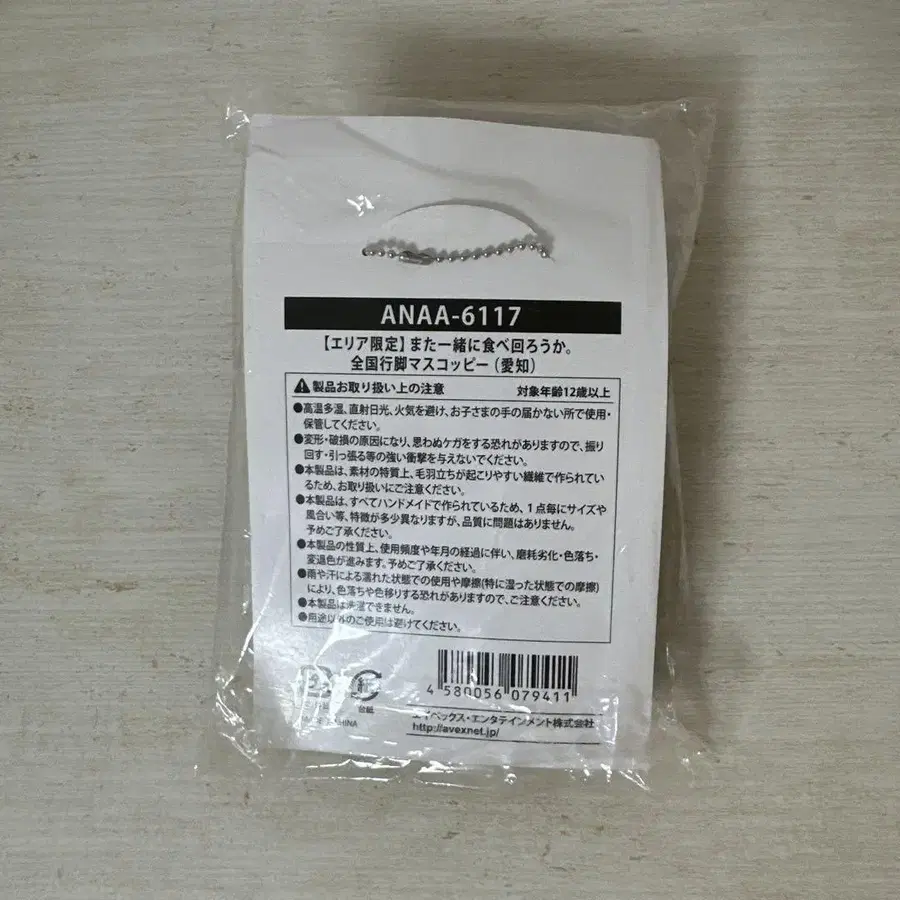 ANAA-6117
【エリア限定】また一緒に食べ回ろうか。
全国行脚マスコッピー（愛知）
製品お取り扱い上の注意 対象年齢12歳以上
●高温多湿、直射日光、火気を避け、お子さまの手の届かない所で使用・
保管してください。
●変形・破損の原因になり、思わぬケガをする恐れがありますので、振り
回す・引っ張る等の強い衝撃を与えないでください。
●本製品は、素材の特質上、毛羽立ちが起こりやすい繊維で作られてい
るため、お取り扱いにご注意ください。
●本製品は、すべてハンドメイドで作られているため、1点毎にサイズや
風合い等、特徴が多少異なりますが、品質に問題はありません。
予めご了承ください。
●本製品の性質上、使用頻度や年月の経過に伴い、磨耗劣化・色落ち・
変退色が進みます。予めご了承ください。
●雨や汗による濡れた状態での使用や摩擦(特に湿った状態での摩擦)
により、色落ちや色移りする恐れがありますので、ご注意ください。
●本製品は洗濯できません。
●用途以外のご使用は避けてください。
4 580056 079411
台紙
エイベックス・エンタテインメント株式会社
CHINA
http://avexnet.jp/